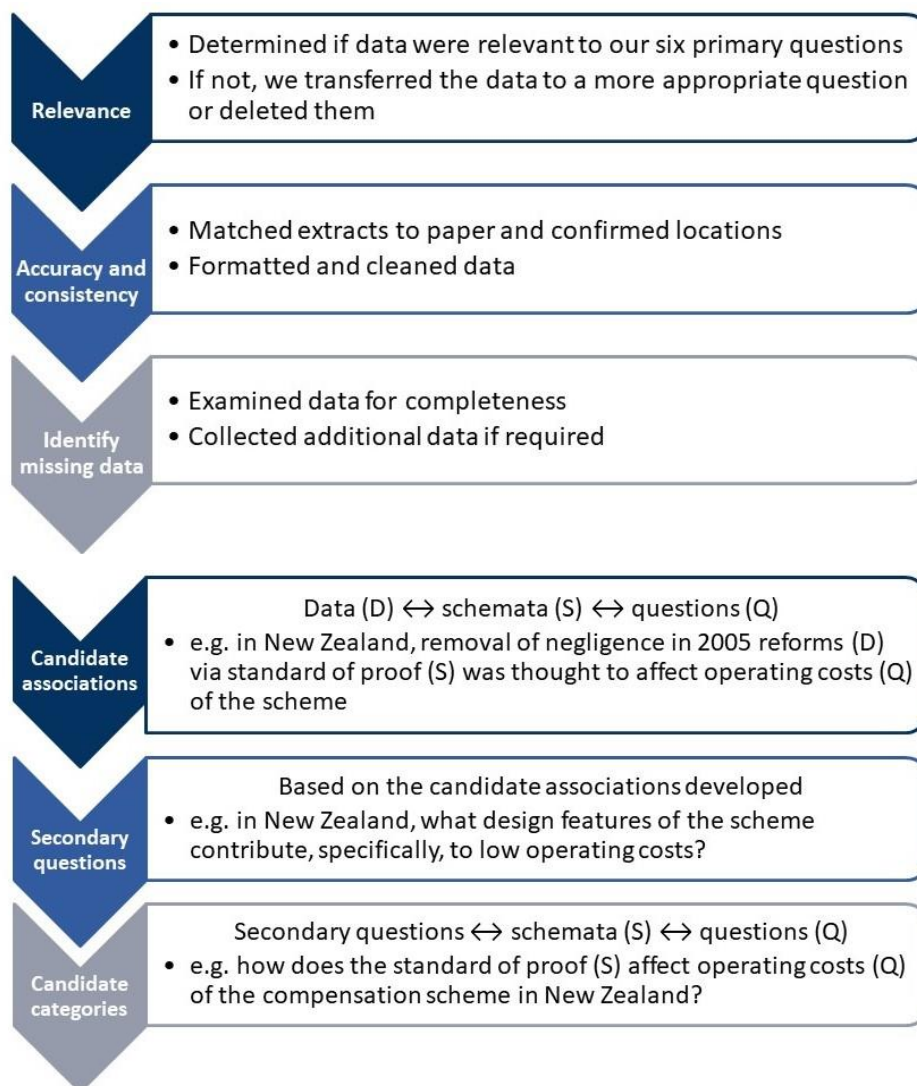 Relevance
• Determined if data were relevant to our six primary questions
• If not, we transferred the data to a more appropriate question
or deleted them
Accuracy and
consistency
• Matched extracts to paper and confirmed locations
• Formatted and cleaned data
Identify
missing data
• Examined data for completeness
• Collected additional data if required
Candidate
associations
Data (D) ↔ schemata (S) ↔ questions (Q)
• e.g. in New Zealand, removal of negligence in 2005 reforms (D)
via standard of proof (S) was thought to affect operating costs (Q)
of the scheme
Secondary
questions
Based on the candidate associations developed
• e.g. in New Zealand, what design features of the scheme
contribute, specifically, to low operating costs?
Candidate
categories
Secondary questions ↔ schemata (S) ↔ questions (Q)
• e.g. how does the standard of proof (S) affect operating costs (Q)
of the compensation scheme in New Zealand?